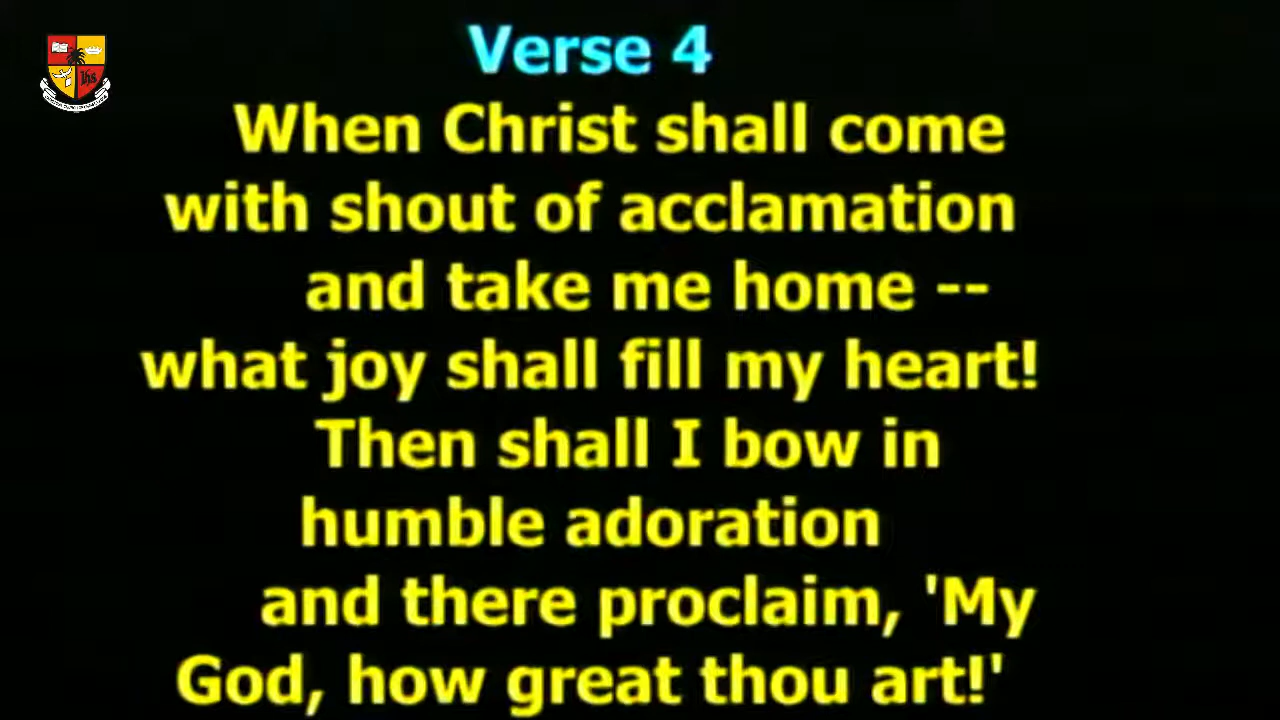 Verse 4
When Christ shall come
with shout of acclamation
and take me home --
what joy shall fill my heart!
Then shall I bow in
humble adoration
and there proclaim, 'My
God, how great thou art!'
Ihs